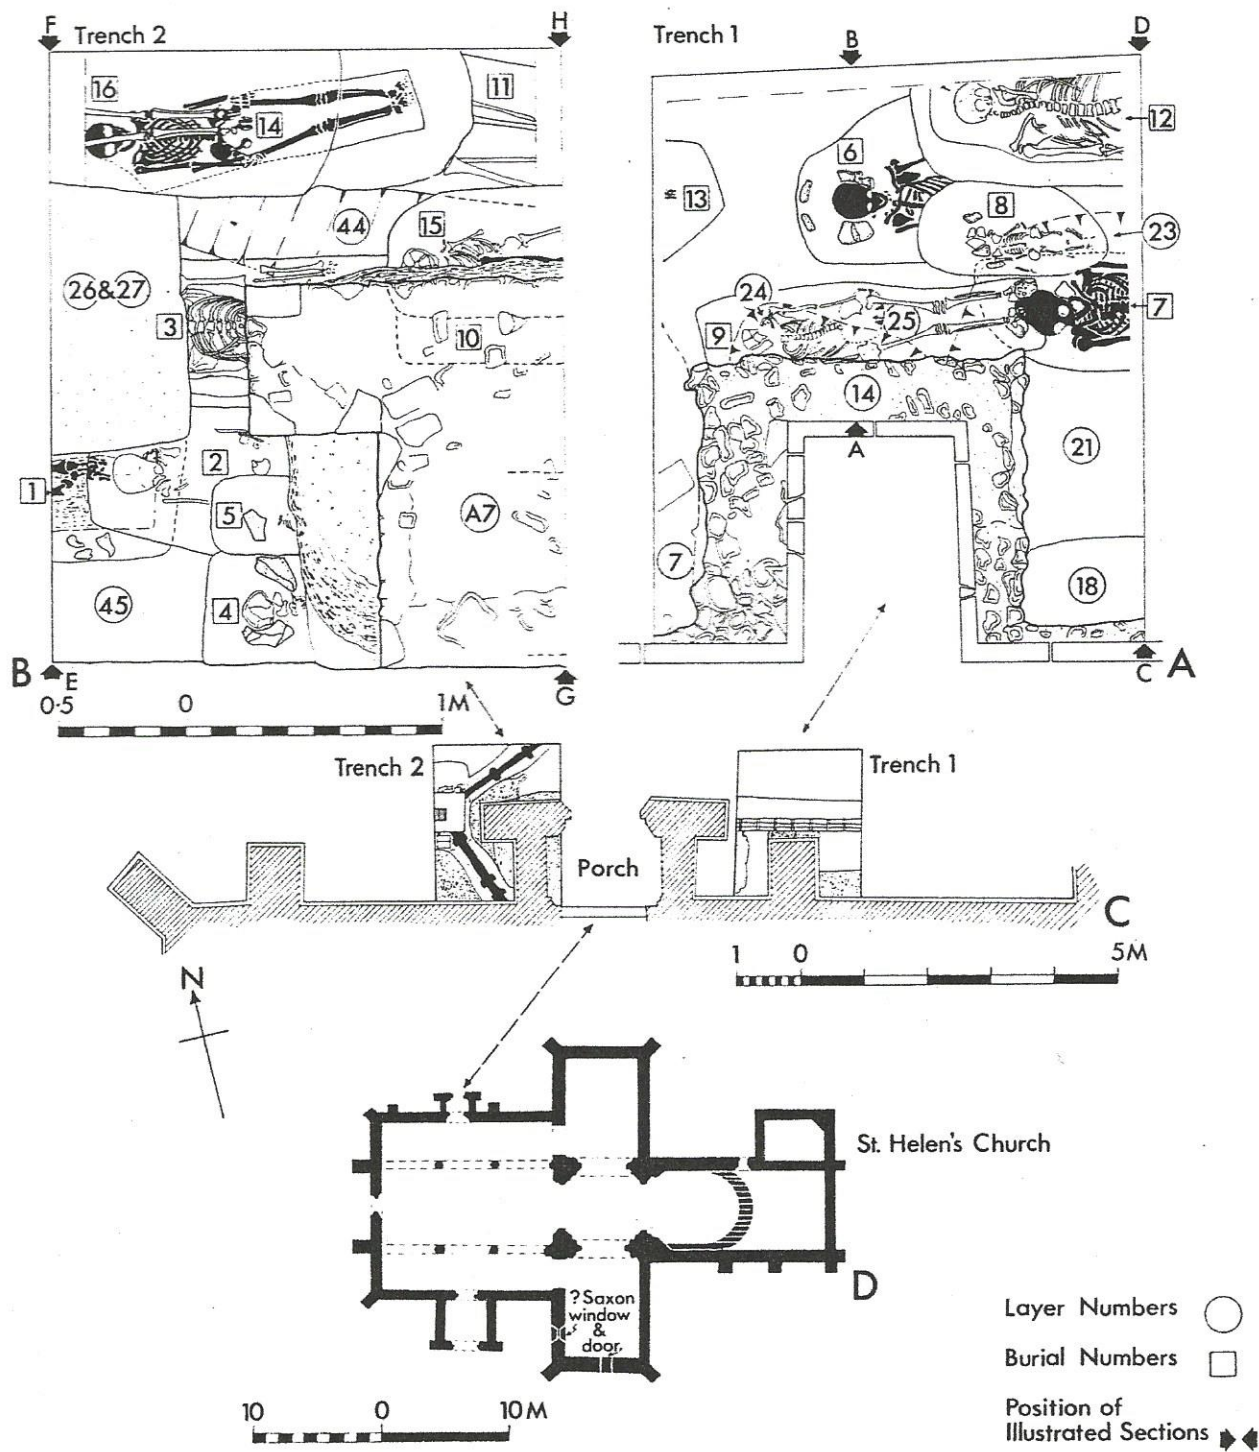 F
Trench 2
H
16
14
11
44
15
26&27
3
10
2
1
5
A7
45
4
B
E
G
0·5 0 1M
Trench 1
B
D
12
6
13
8
23
24
7
25
9
14
A
21
7
18
C
A
Trench 2
Trench 1
Porch
C
1 0 5M
N
St. Helen's Church
? Saxon
window
&
door
D
10 0 10M
Layer Numbers
Burial Numbers
Position of
Illustrated Sections